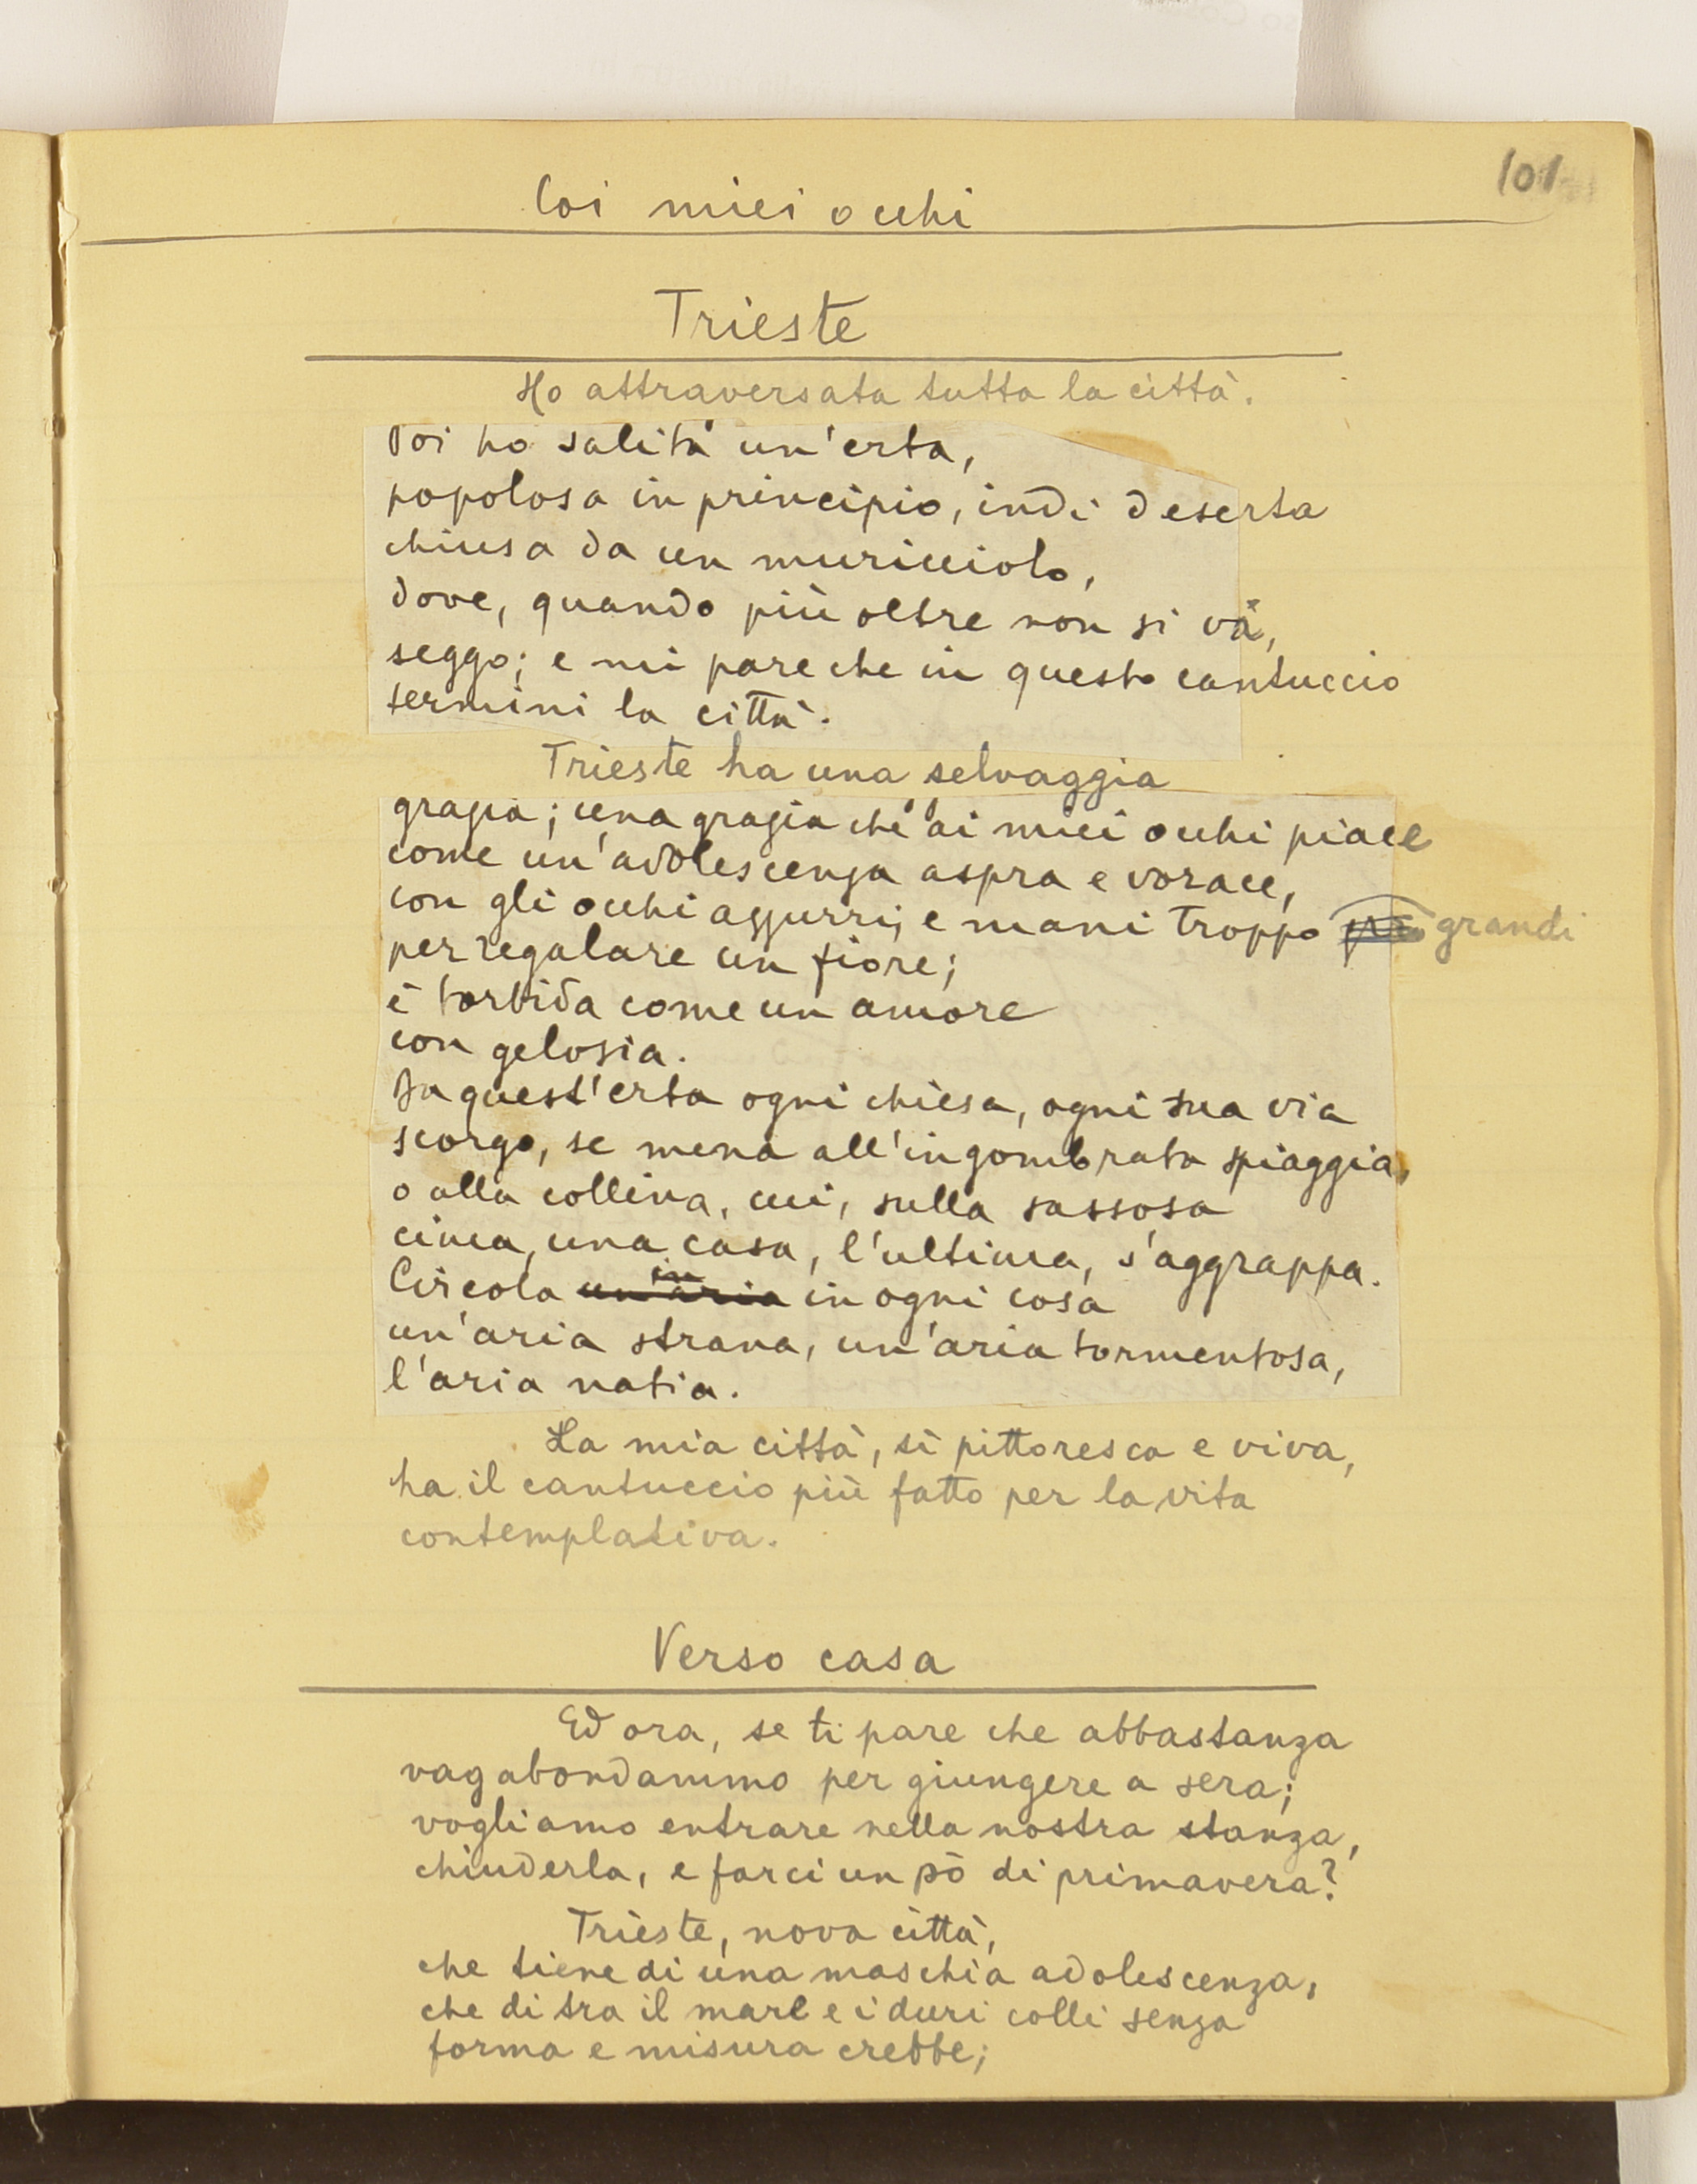 101
Coi miei occhi
Trieste
Ho attraversata tutta la città.
Poi ho salita un'erta,
popolosa in principio, indi deserta
chiusa da un muricciolo,
dove, quando più oltre non si và,
seggo; e mi pare che in questo cantuccio
termini la città.
Trieste ha una selvaggia
grazia; una grazia che ai miei occhi piace
come un'adolescenza aspra e vorace,
con gli occhi azzurri, e mani troppo grandi
per regalare un fiore;
è torbida come un amore
con gelosia.
Da quest'erta ogni chiesa, ogni sua via
scorgo, se mena all'ingombrata spiaggia,
o alla collina, cui, sulla sassosa
cima, una casa, l'ultima, s'aggrappa.
Circola un'aria in ogni cosa
un'aria strana, un'aria tormentosa,
l'aria natia.
La mia città, sì pittoresca e viva,
ha il cantuccio più fatto per la vita
contemplativa.
Verso casa
Ed ora, se ti pare che abbastanza
vagabondammo per giungere a sera;
vogliamo entrare nella nostra stanza,
chiuderla, e farci un pò di primavera?
Trieste, nova città,
che tiene di una maschia adolescenza,
che di tra il mare e i duri colli senza
forma e misura crebbe;